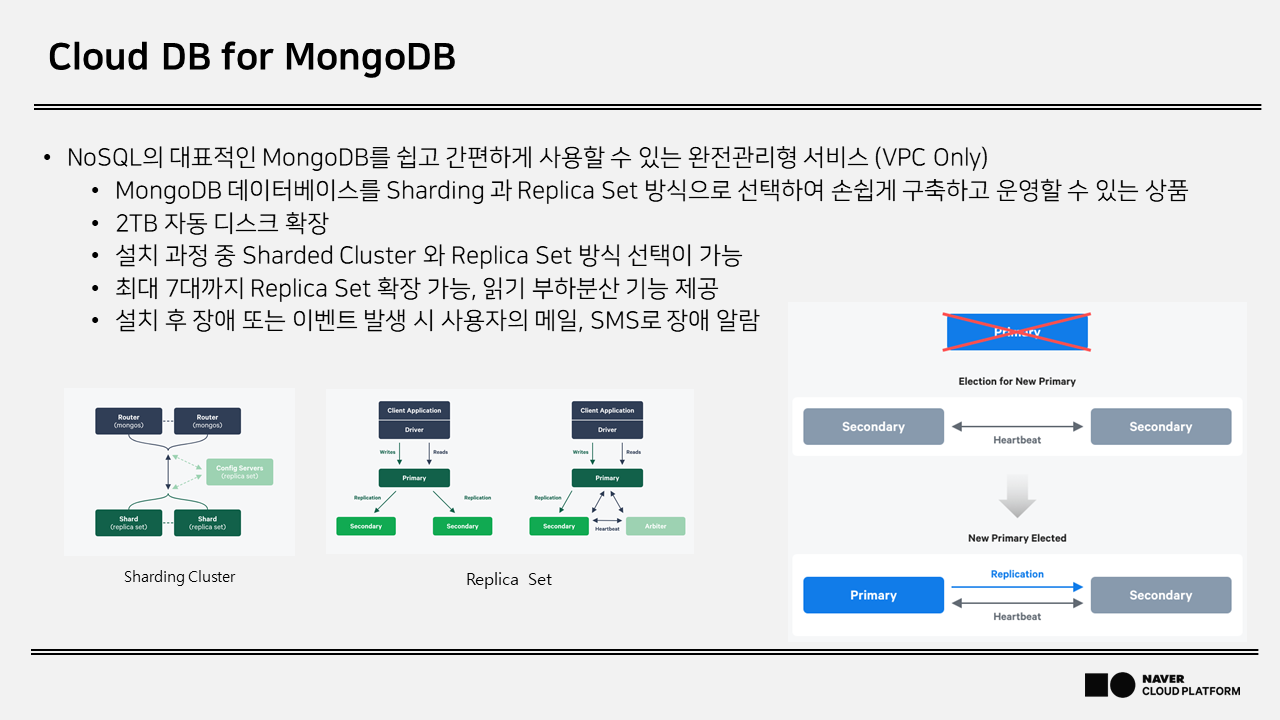 Cloud DB for MongoDB
• NoSQL의 대표적인 MongoDB를 쉽고 간편하게 사용할 수 있는 완전관리형 서비스 (VPC Only)
• MongoDB 데이터베이스를 Sharding 과 Replica Set 방식으로 선택하여 손쉽게 구축하고 운영할 수 있는 상품
• 2TB 자동 디스크 확장
• 설치 과정 중 Sharded Cluster 와 Replica Set 방식 선택이 가능
• 최대 7대까지 Replica Set 확장 가능, 읽기 부하분산 기능 제공
• 설치 후 장애 또는 이벤트 발생 시 사용자의 메일, SMS로 장애 알람
Router
(mongos)
Router
(mongos)
Config Servers
(replica set)
Shard
(replica set)
Shard
(replica set)
Sharding Cluster
Client Application
Driver
Writes
Reads
Primary
Replication
Replication
Secondary
Secondary
Client Application
Driver
Writes
Reads
Primary
Replication
Secondary
Heartbeat
Arbiter
Replica Set
Primary
Election for New Primary
Secondary
Heartbeat
Secondary
New Primary Elected
Primary
Replication
Heartbeat
Secondary
NAVER
CLOUD PLATFORM